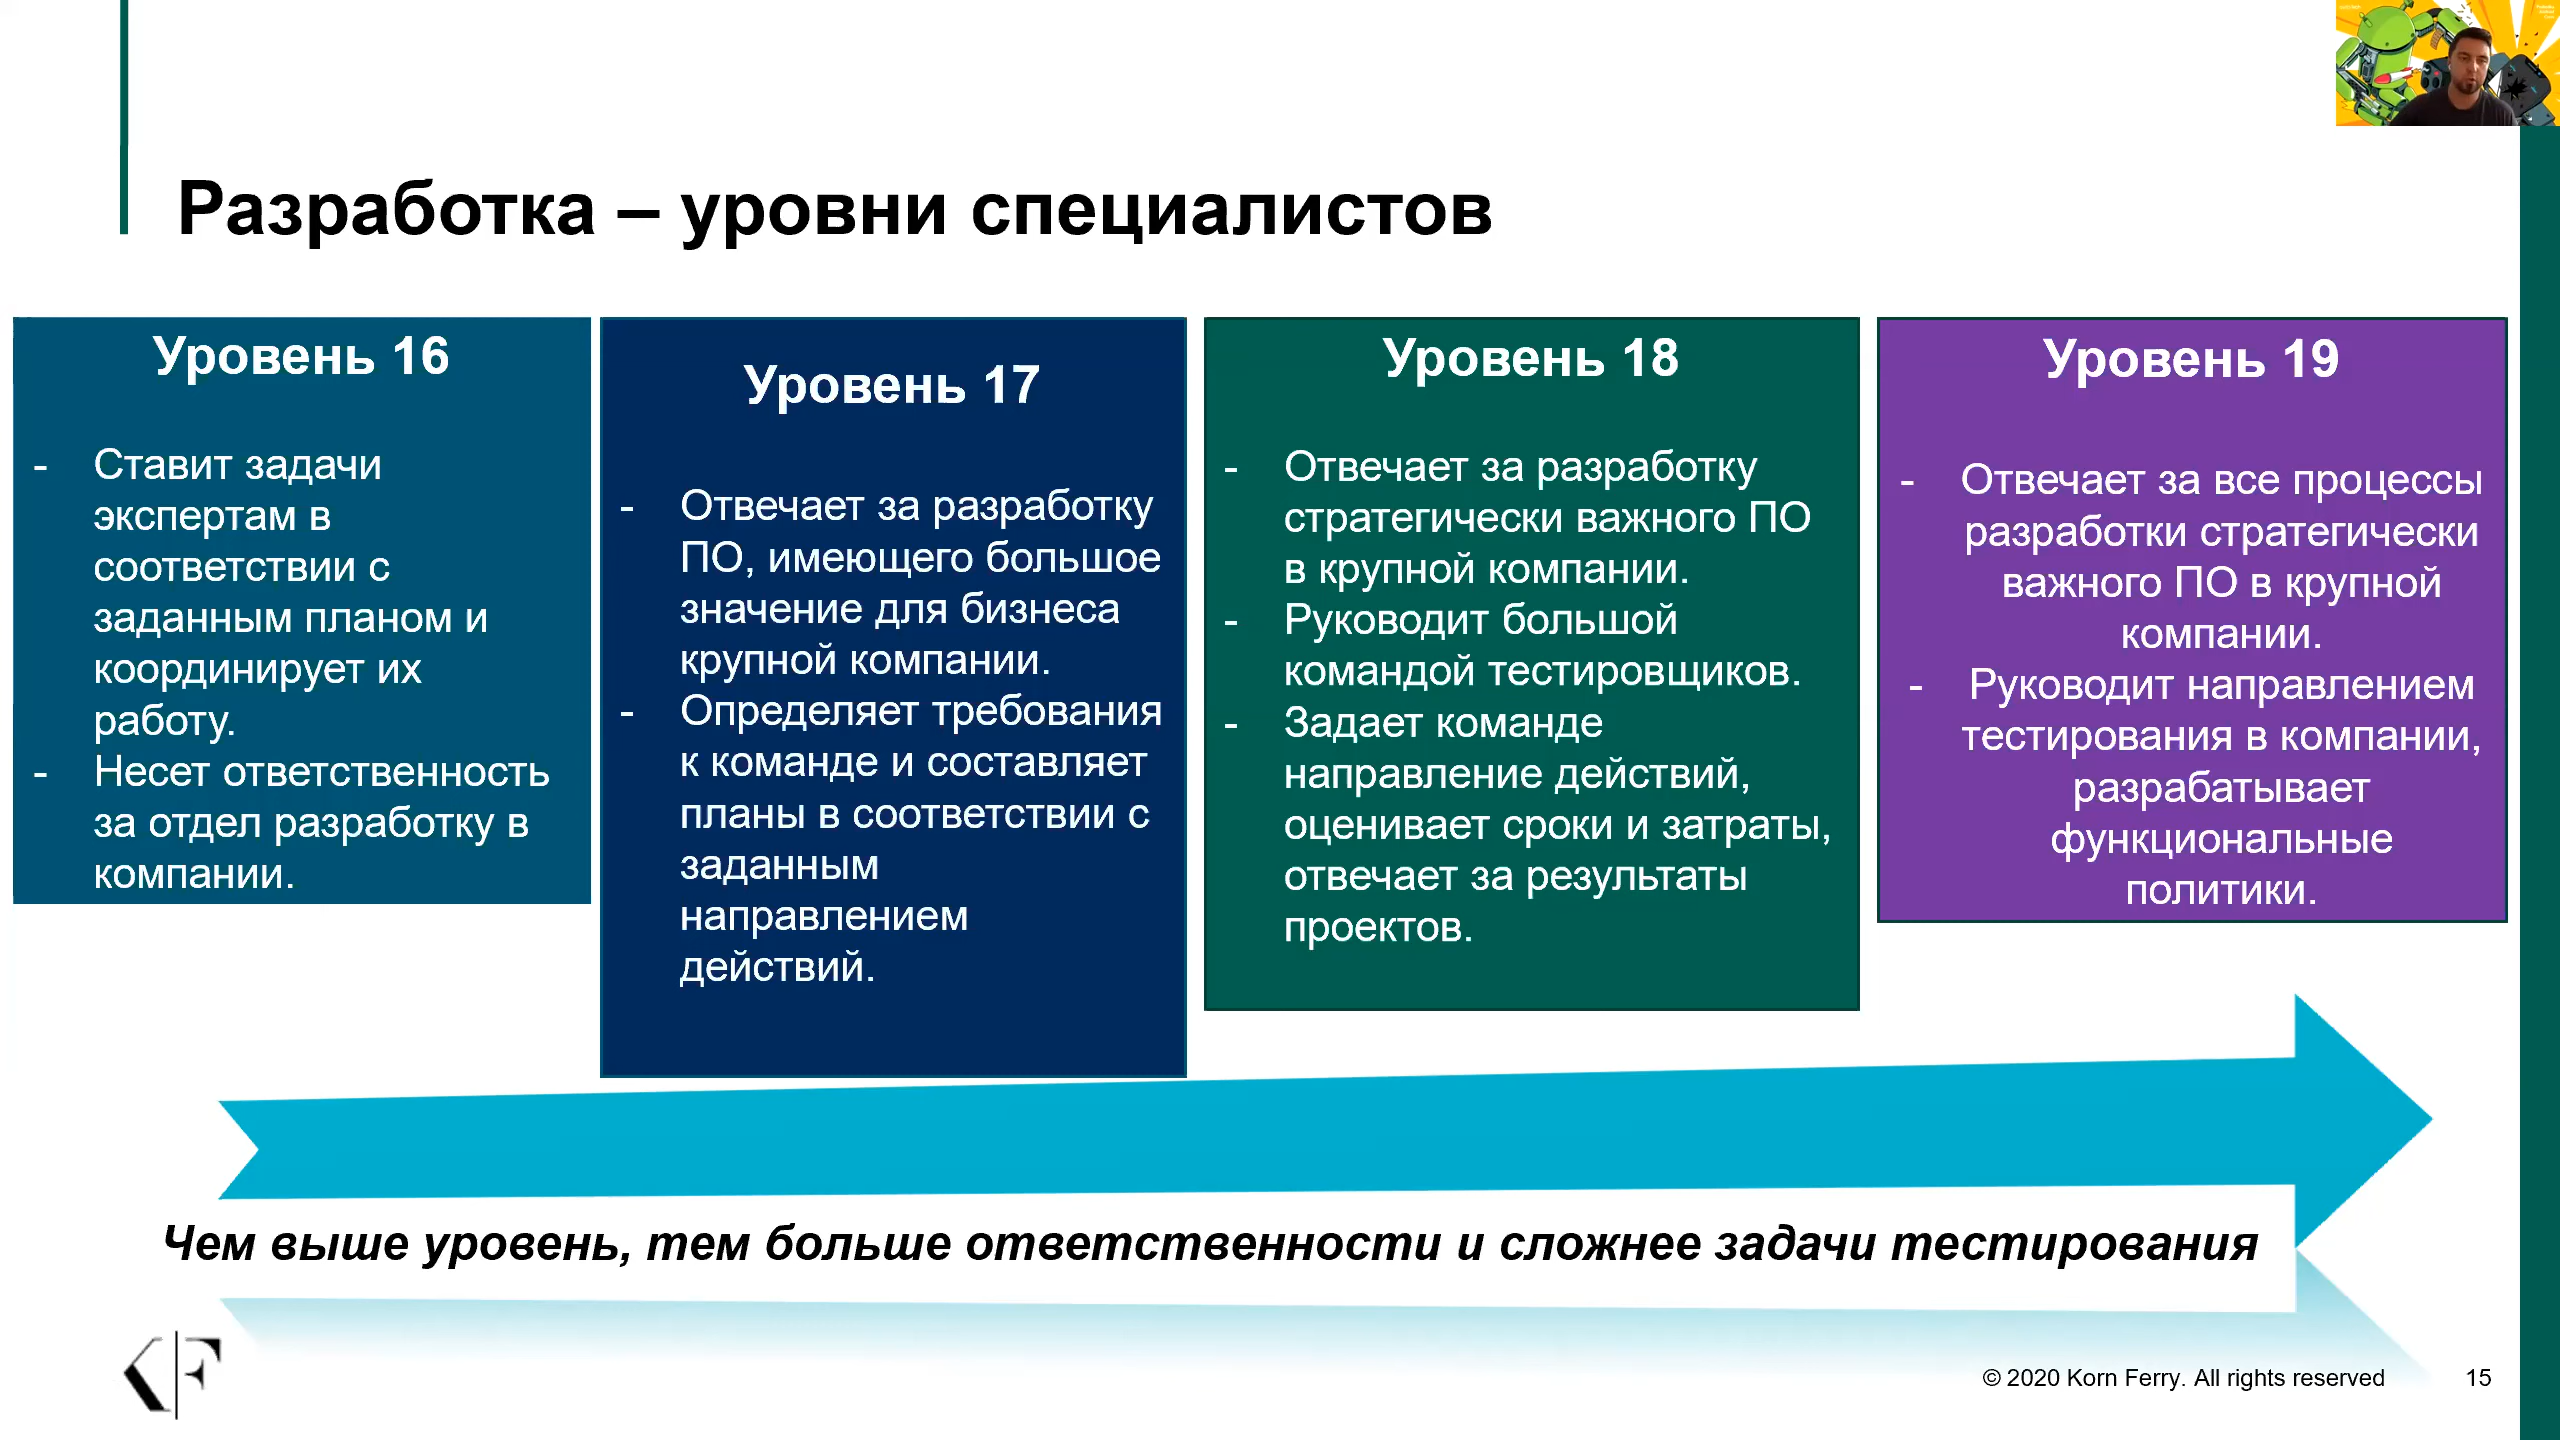 Разработка – уровни специалистов
Уровень 16
- Ставит задачи
экспертам в
соответствии с
заданным планом и
координирует их
работу.
- Несет ответственность
за отдел разработку в
компании.
Уровень 17
- Отвечает за разработку
ПО, имеющего большое
значение для бизнеса
крупной компании.
- Определяет требования
к команде и составляет
планы в соответствии с
заданным
направлением
действий.
Уровень 18
- Отвечает за разработку
стратегически важного ПО
в крупной компании.
- Руководит большой
командой тестировщиков.
- Задает команде
направление действий,
оценивает сроки и затраты,
отвечает за результаты
проектов.
Уровень 19
- Отвечает за все процессы
разработки стратегически
важного ПО в крупной
компании.
- Руководит направлением
тестирования в компании,
разрабатывает
функциональные
политики.
Чем выше уровень, тем больше ответственности и сложнее задачи тестирования
KF
© 2020 Korn Ferry. All rights reserved 15